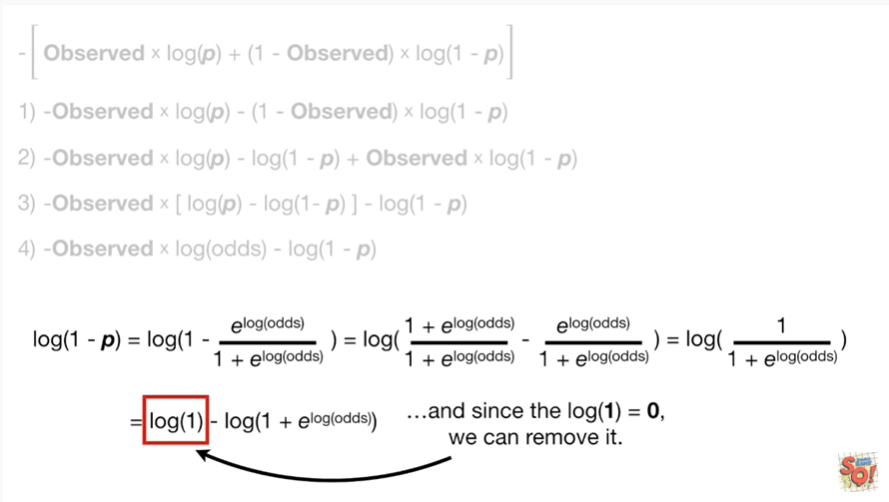 -[ Observed × log(p) + (1 - Observed) × log(1 - p) ]
1) -Observed × log(p) - (1 - Observed) × log(1 - p)
2) -Observed × log(p) - log(1 - p) + Observed × log(1 - p)
3) -Observed × [ log(p) - log(1- p) ] - log(1 - p)
4) -Observed × log(odds) - log(1 - p)
log(1 - p) = log(1 - e^log(odds) / 1 + e^log(odds) ) = log( 1 + e^log(odds) / 1 + e^log(odds) - e^log(odds) / 1 + e^log(odds) ) = log( 1 / 1 + e^log(odds) )
= log(1) - log(1 + e^log(odds))
...and since the log(1) = 0,
we can remove it.
SQ!